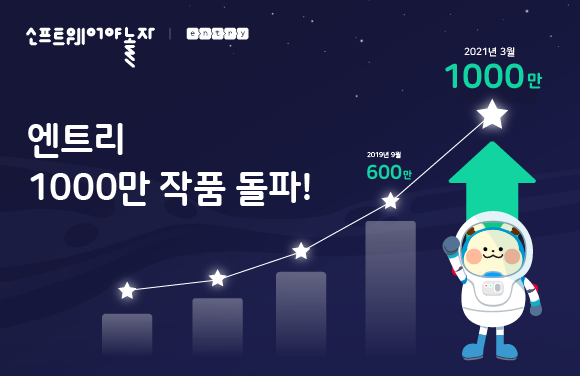 소프트웨어야 놀자 | entry
엔트리
1000만 작품 돌파!
2019년 9월
600만
2021년 3월
1000만